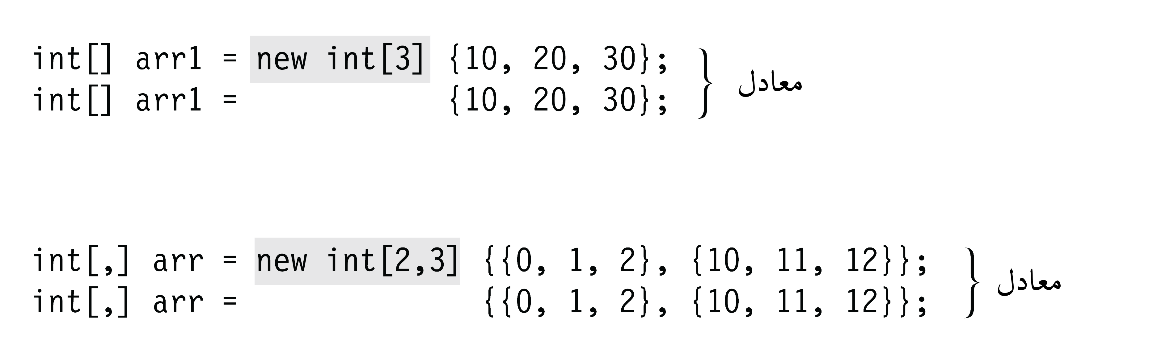 int[] arr1 = new int[3] {10, 20, 30};
int[] arr1 = {10, 20, 30};
معادل
int[,] arr = new int[2,3] {{0, 1, 2}, {10, 11, 12}};
int[,] arr = {{0, 1, 2}, {10, 11, 12}};
معادل